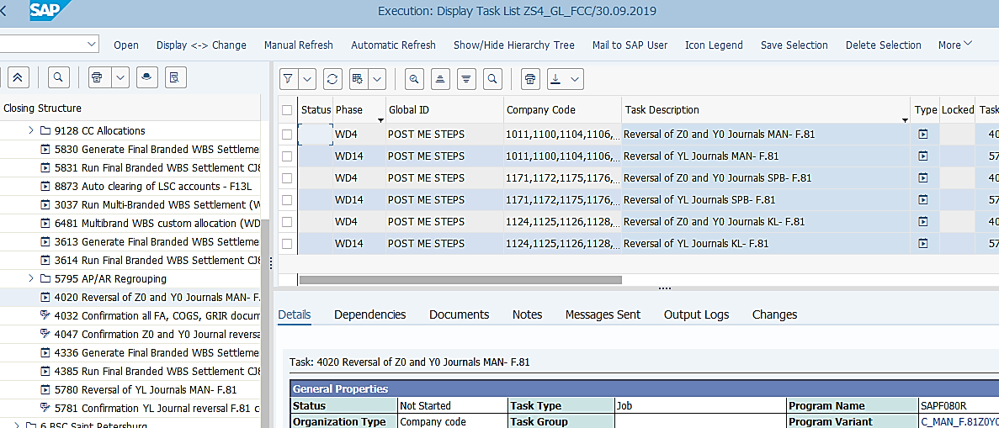 SAP
Execution: Display Task List ZS4_GL_FCC/30.09.2019
Open Display <-> Change Manual Refresh Automatic Refresh Show/Hide Hierarchy Tree Mail to SAP User Icon Legend Save Selection Delete Selection More
Closing Structure
9128 CC Allocations
5830 Generate Final Branded WBS Settleme
5831 Run Final Branded WBS Settlement CJ8
8873 Auto clearing of LSC accounts - F13L
3037 Run Multi-Branded WBS Settlement (W
6481 Multibrand WBS custom allocation (WD
3613 Generate Final Branded WBS Settleme
3614 Run Final Branded WBS Settlement CJ8
5795 AP/AR Regrouping
4020 Reversal of Z0 and Y0 Journals MAN- F.
4032 Confirmation all FA, COGS, GRIR docum
4047 Confirmation Z0 and Y0 Journal reversa
4336 Generate Final Branded WBS Settleme
4385 Run Final Branded WBS Settlement CJ8
5780 Reversal of YL Journals MAN- F.81
5781 Confirmation YL Journal reversal F.81 c
6 BSC Saint Petersburg
Status Phase Global ID Company Code Task Description Type Locked Task
WD4 POST ME STEPS 1011,1100,1104,1106,... Reversal of Z0 and Y0 Journals MAN- F.81 40
WD14 POST ME STEPS 1011,1100,1104,1106,... Reversal of YL Journals MAN- F.81 57
WD4 POST ME STEPS 1171,1172,1175,1176,... Reversal of Z0 and Y0 Journals SPB- F.81 40
WD14 POST ME STEPS 1171,1172,1175,1176,... Reversal of YL Journals SPB- F.81 57
WD4 POST ME STEPS 1124,1125,1126,1128,... Reversal of Z0 and Y0 Journals KL- F.81 40
WD14 POST ME STEPS 1124,1125,1126,1128,... Reversal of YL Journals KL- F.81 57
Details Dependencies Documents Notes Messages Sent Output Logs Changes
Task: 4020 Reversal of Z0 and Y0 Journals MAN- F.81
General Properties
Status Not Started Task Type Job Program Name SAPF080R
Organization Type Company code Task Group Program Variant C_MAN_F.81Z0Y0